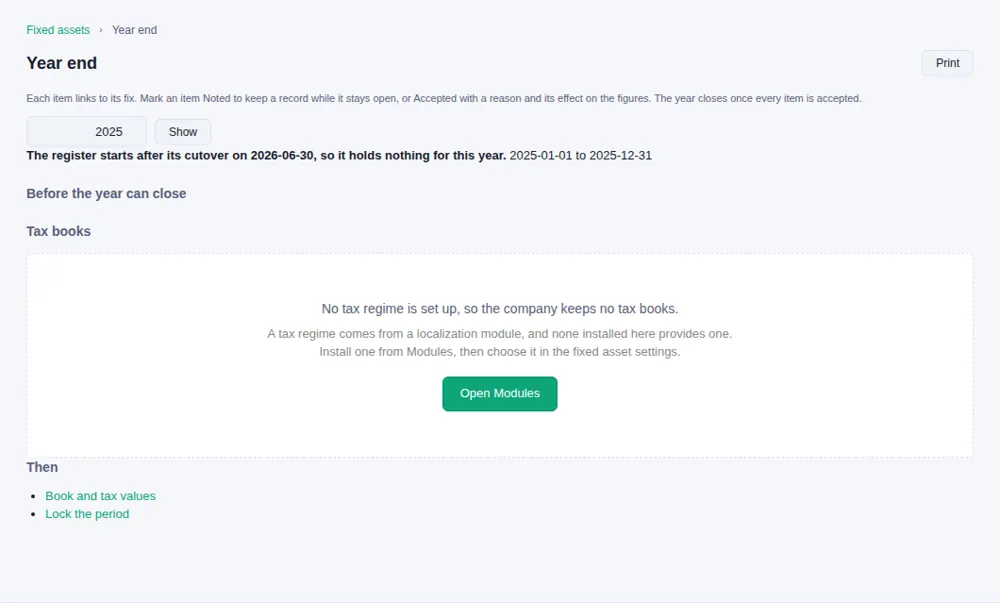 Fixed assets › Year end
Year end
Print
Each item links to its fix. Mark an item Noted to keep a record while it stays open, or Accepted with a reason and its effect on the figures. The year closes once every item is accepted.
2025 Show
The register starts after its cutover on 2026-06-30, so it holds nothing for this year. 2025-01-01 to 2025-12-31
Before the year can close
Tax books
No tax regime is set up, so the company keeps no tax books.
A tax regime comes from a localization module, and none installed here provides one.
Install one from Modules, then choose it in the fixed asset settings.
Open Modules
Then
• Book and tax values
• Lock the period